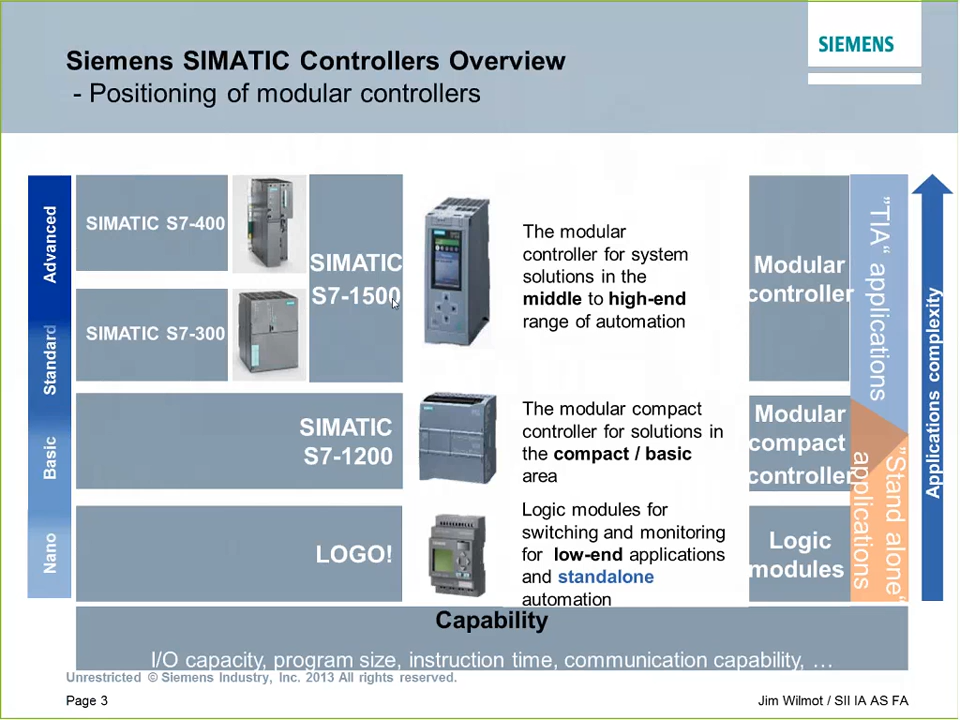 Siemens SIMATIC Controllers Overview
- Positioning of modular controllers
SIEMENS
Advanced
Standard
Basic
Nano
SIMATIC S7-400
SIMATIC S7-300
SIMATIC
S7-1500
The modular
controller for system
solutions in the
middle to high-end
range of automation
Modular
controller
SIMATIC
S7-1200
The modular compact
controller for solutions in
the compact / basic
area
Modular
compact
controller
LOGO!
Logic modules for
switching and monitoring
for low-end applications
and standalone
automation
Logic
modules
"TIA“ applications
"Stand alone“
applications
Applications complexity
Capability
I/O capacity, program size, instruction time, communication capability, …
Unrestricted © Siemens Industry, Inc. 2013 All rights reserved.
Page 3
Jim Wilmot / SII IA AS FA